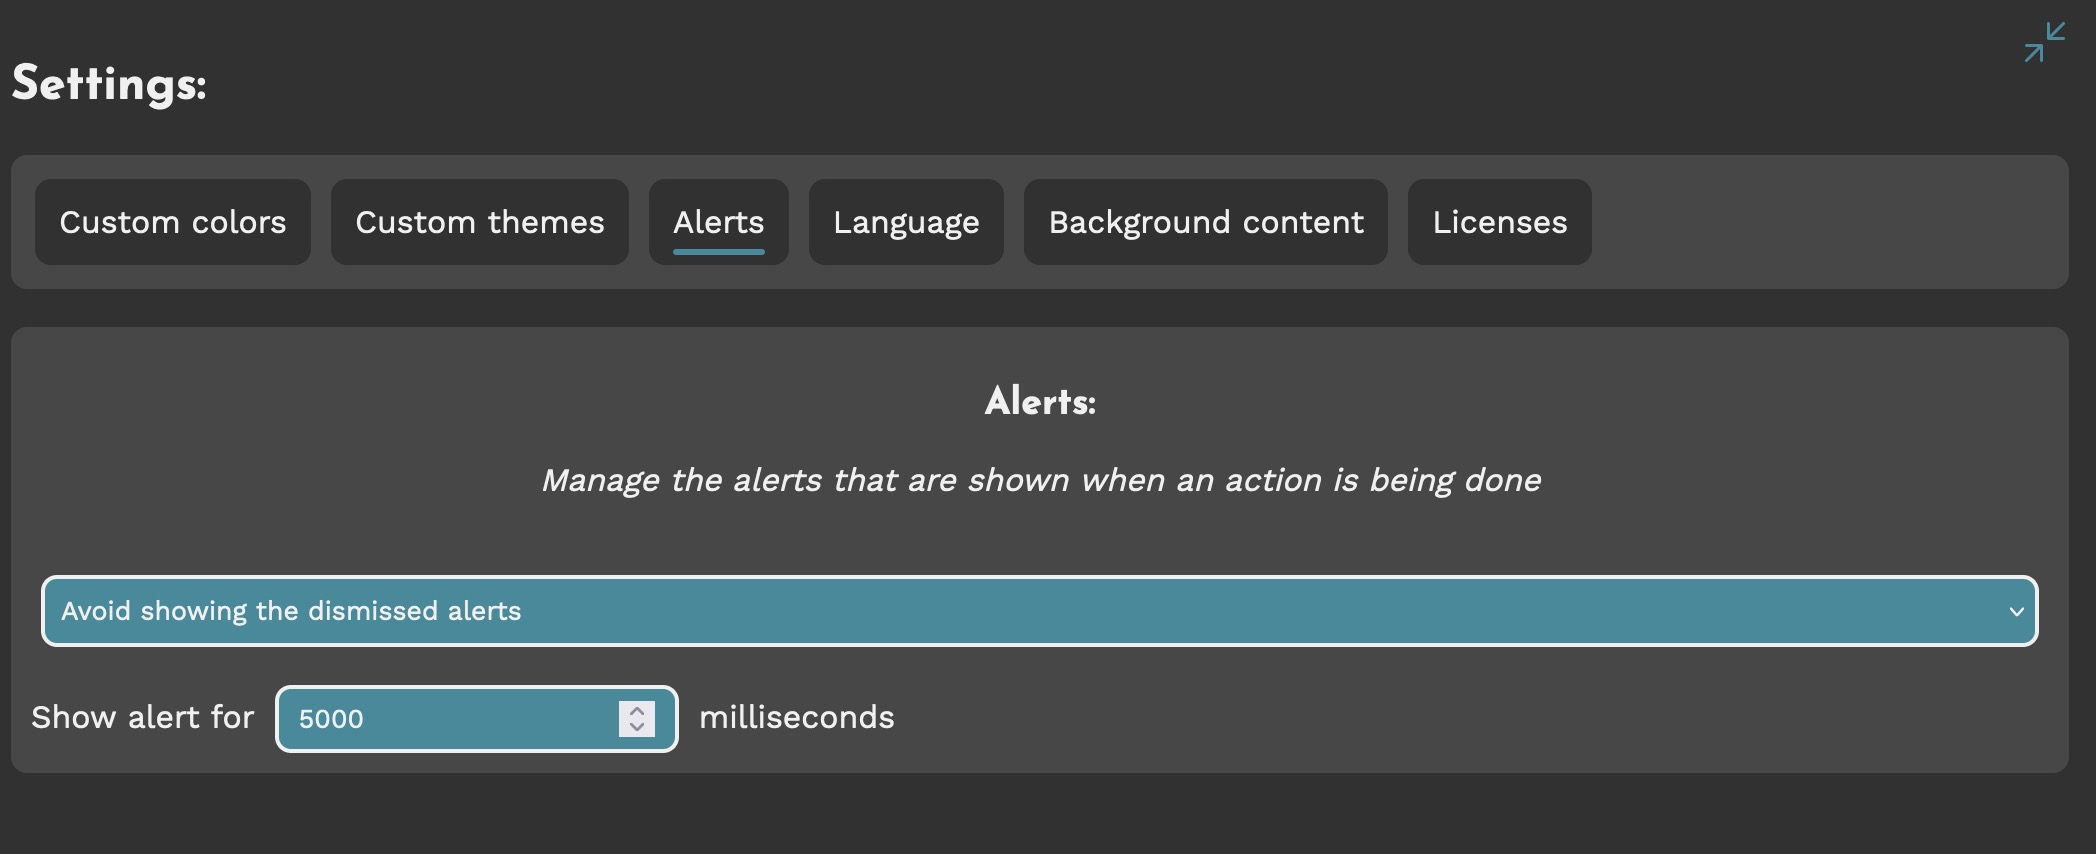 Settings:
Custom colors
Custom themes
Alerts
Language
Background content
Licenses
Alerts:
Manage the alerts that are shown when an action is being done
Avoid showing the dismissed alerts
Show alert for 5000 milliseconds